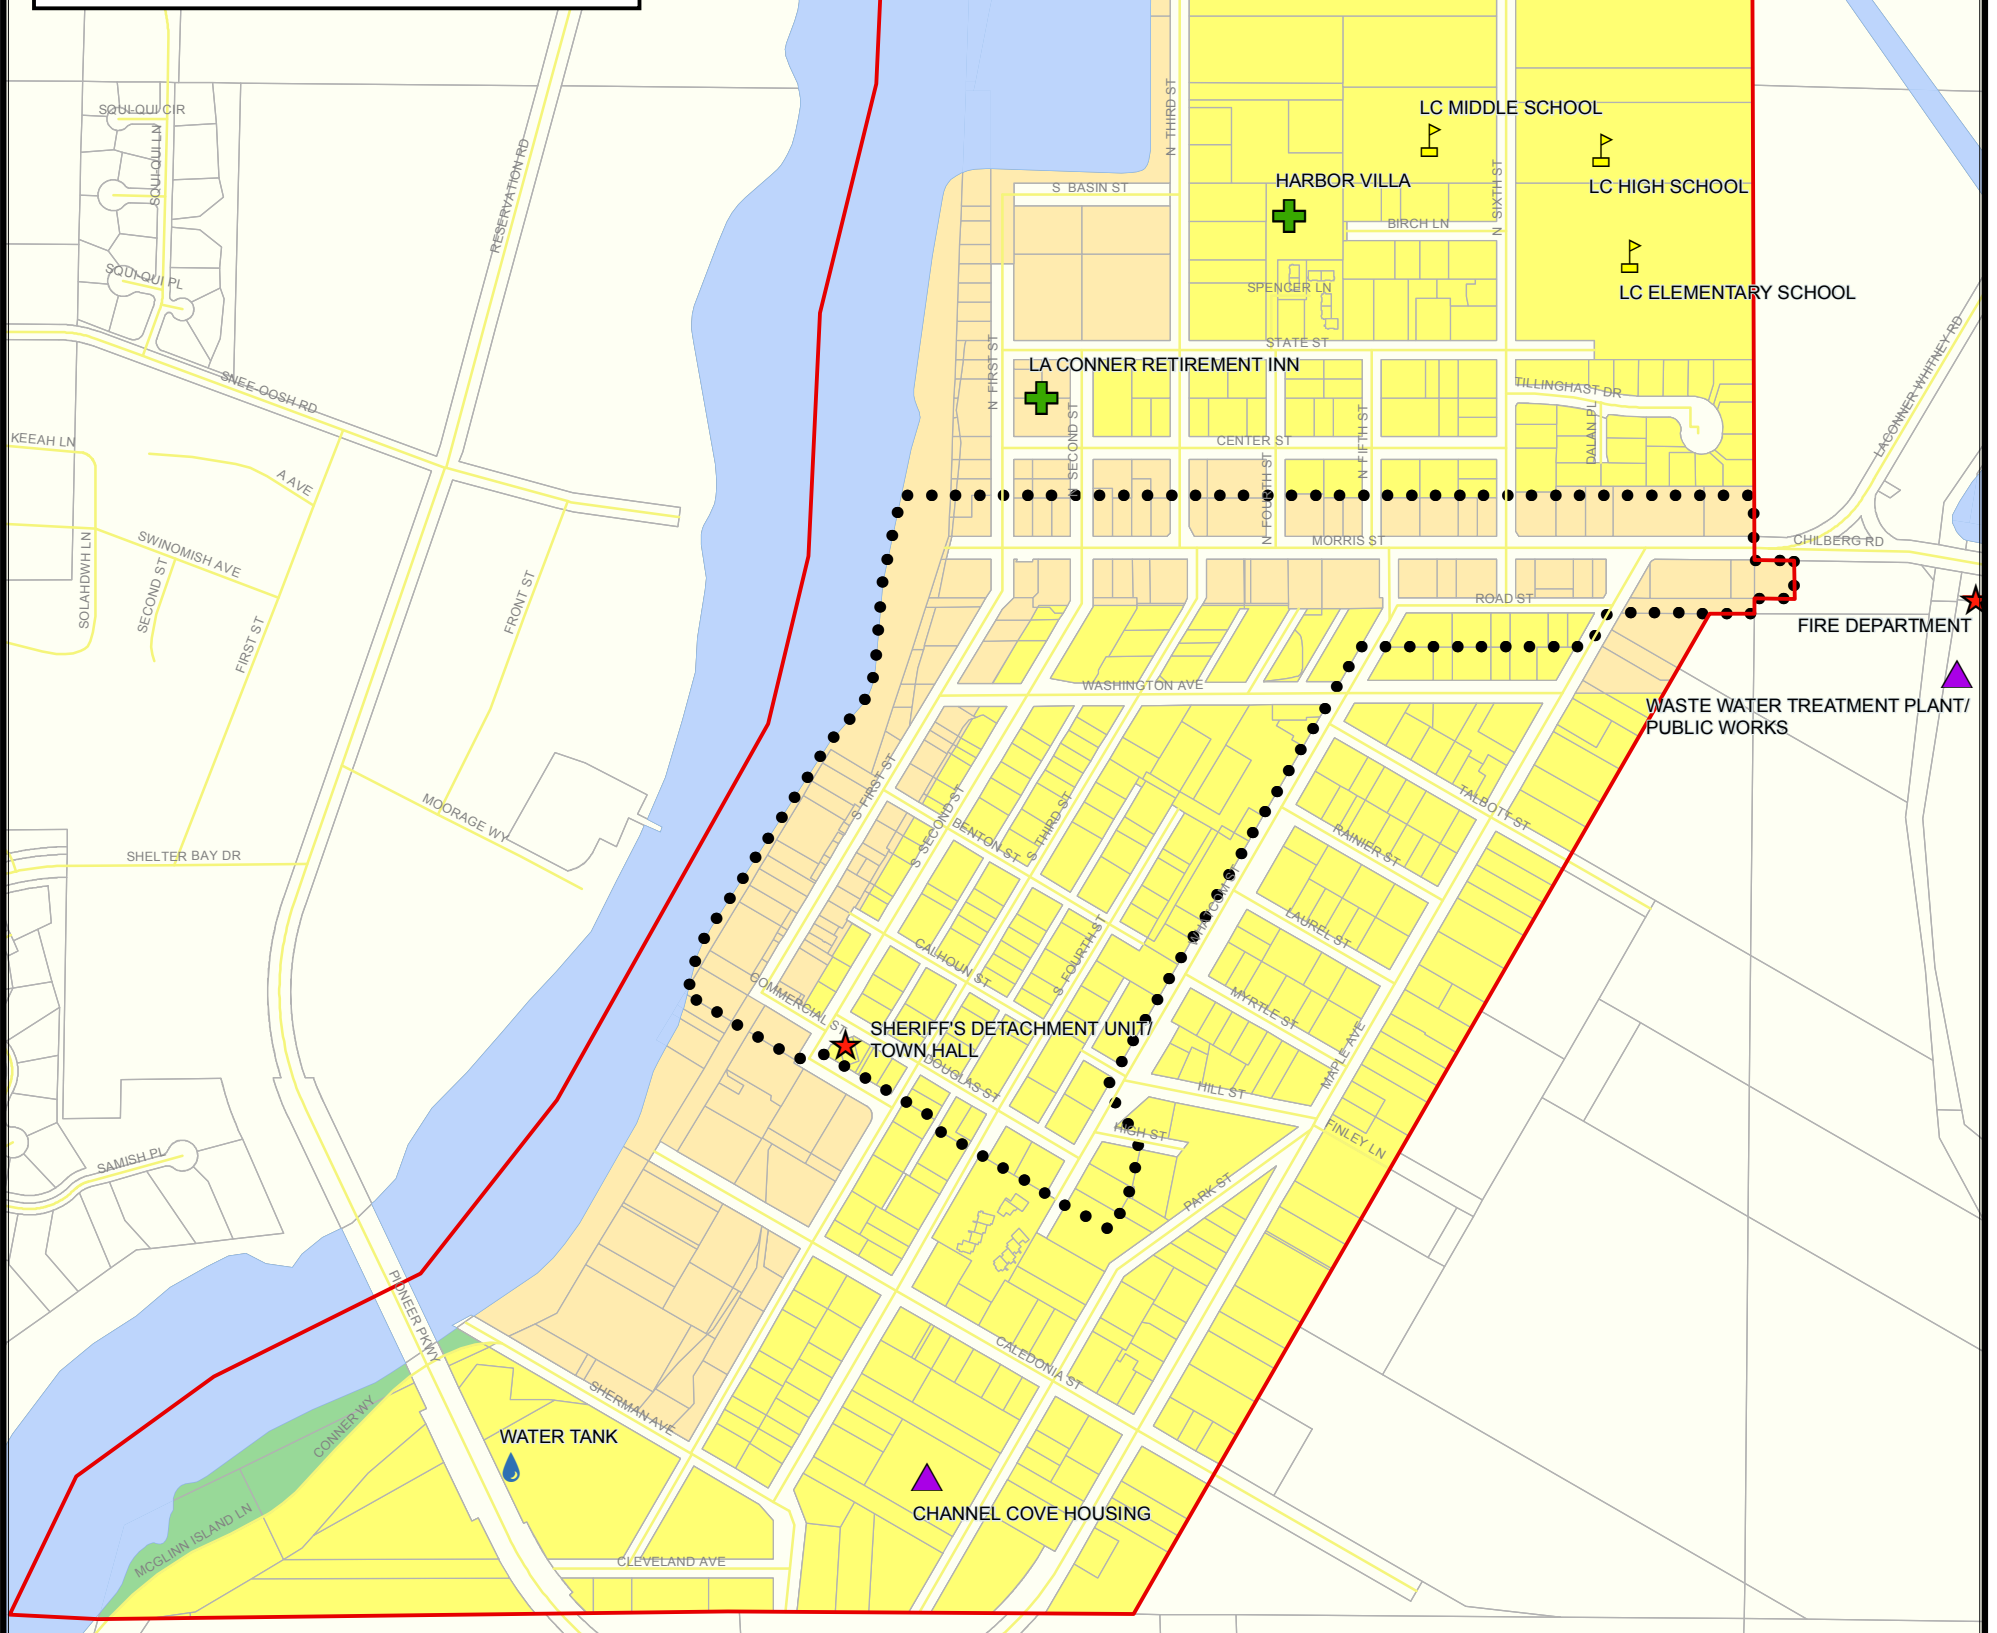 SQUI-QUI CIR
SQUI-QUI LN
SQUI-QUI PL
RESERVATION RD
SNEE-OOSH RD
KEEAH LN
A AVE
SWINOMISH AVE
SOLAHDWH LN
SECOND ST
FIRST ST
FRONT ST
MOORAGE WY
SHELTER BAY DR
SAMISH PL
PIONEER PKWY
CONNER WY
MCGLINN ISLAND LN
N THIRD ST
S BASIN ST
LC MIDDLE SCHOOL
LC HIGH SCHOOL
HARBOR VILLA
BIRCH LN
N SIXTH ST
SPENCER LN
LC ELEMENTARY SCHOOL
STATE ST
N FIRST ST
LA CONNER RETIREMENT INN
N SECOND ST
CENTER ST
N FIFTH ST
N FOURTH ST
TILLINGHAST DR
DALAN PL
LACONNER WHITNEY RD
MORRIS ST
CHILBERG RD
ROAD ST
FIRE DEPARTMENT
WASTE WATER TREATMENT PLANT/
PUBLIC WORKS
WASHINGTON AVE
S FIRST ST
S SECOND ST
BENTON ST
S THIRD ST
TALBOTT ST
RAINIER ST
WHATCOM ST
LAUREL ST
CALHOUN ST
S FOURTH ST
MYRTLE ST
COMMERCIAL ST
SHERIFF'S DETACHMENT UNIT/
TOWN HALL
DOUGLAS ST
MAPLE AVE
HILL ST
HIGH ST
FINLEY LN
PARK ST
CALEDONIA ST
SHERMAN AVE
WATER TANK
CHANNEL COVE HOUSING
CLEVELAND AVE